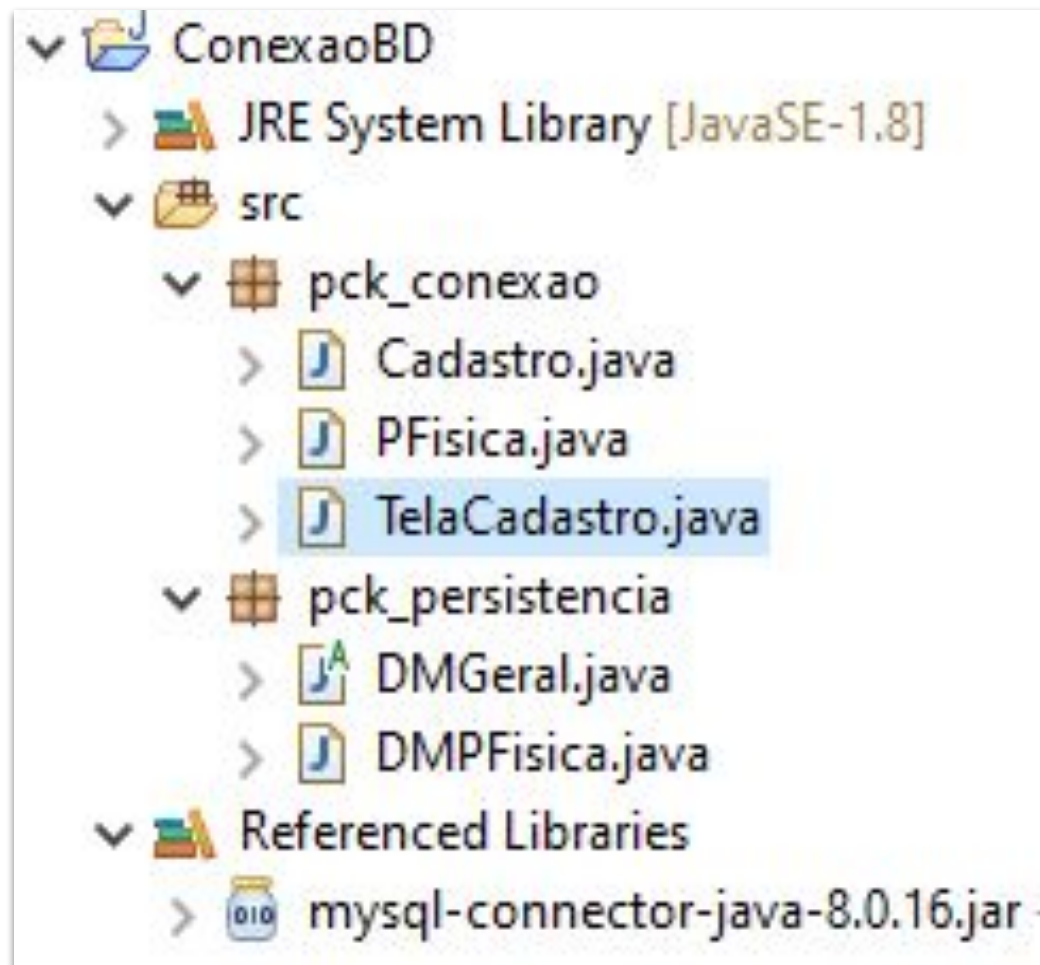 ConexaoBD
JRE System Library [JavaSE-1.8]
src
pck_conexao
Cadastro.java
PFisica.java
TelaCadastro.java
pck_persistencia
DMGeral.java
DMPFisica.java
Referenced Libraries
mysql-connector-java-8.0.16.jar -